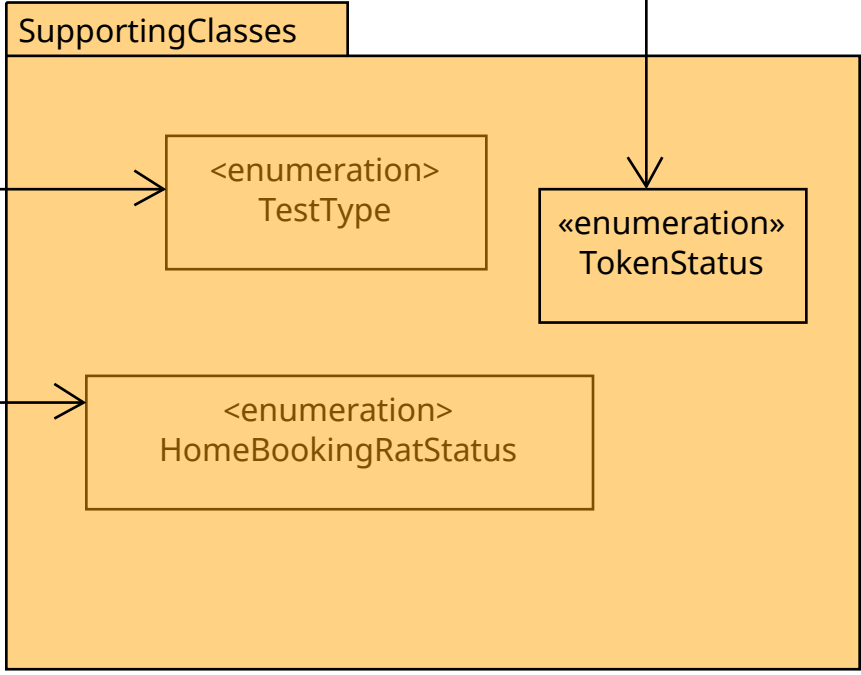 SupportingClasses
<enumeration>
TestType
«enumeration»
TokenStatus
<enumeration>
HomeBookingRatStatus